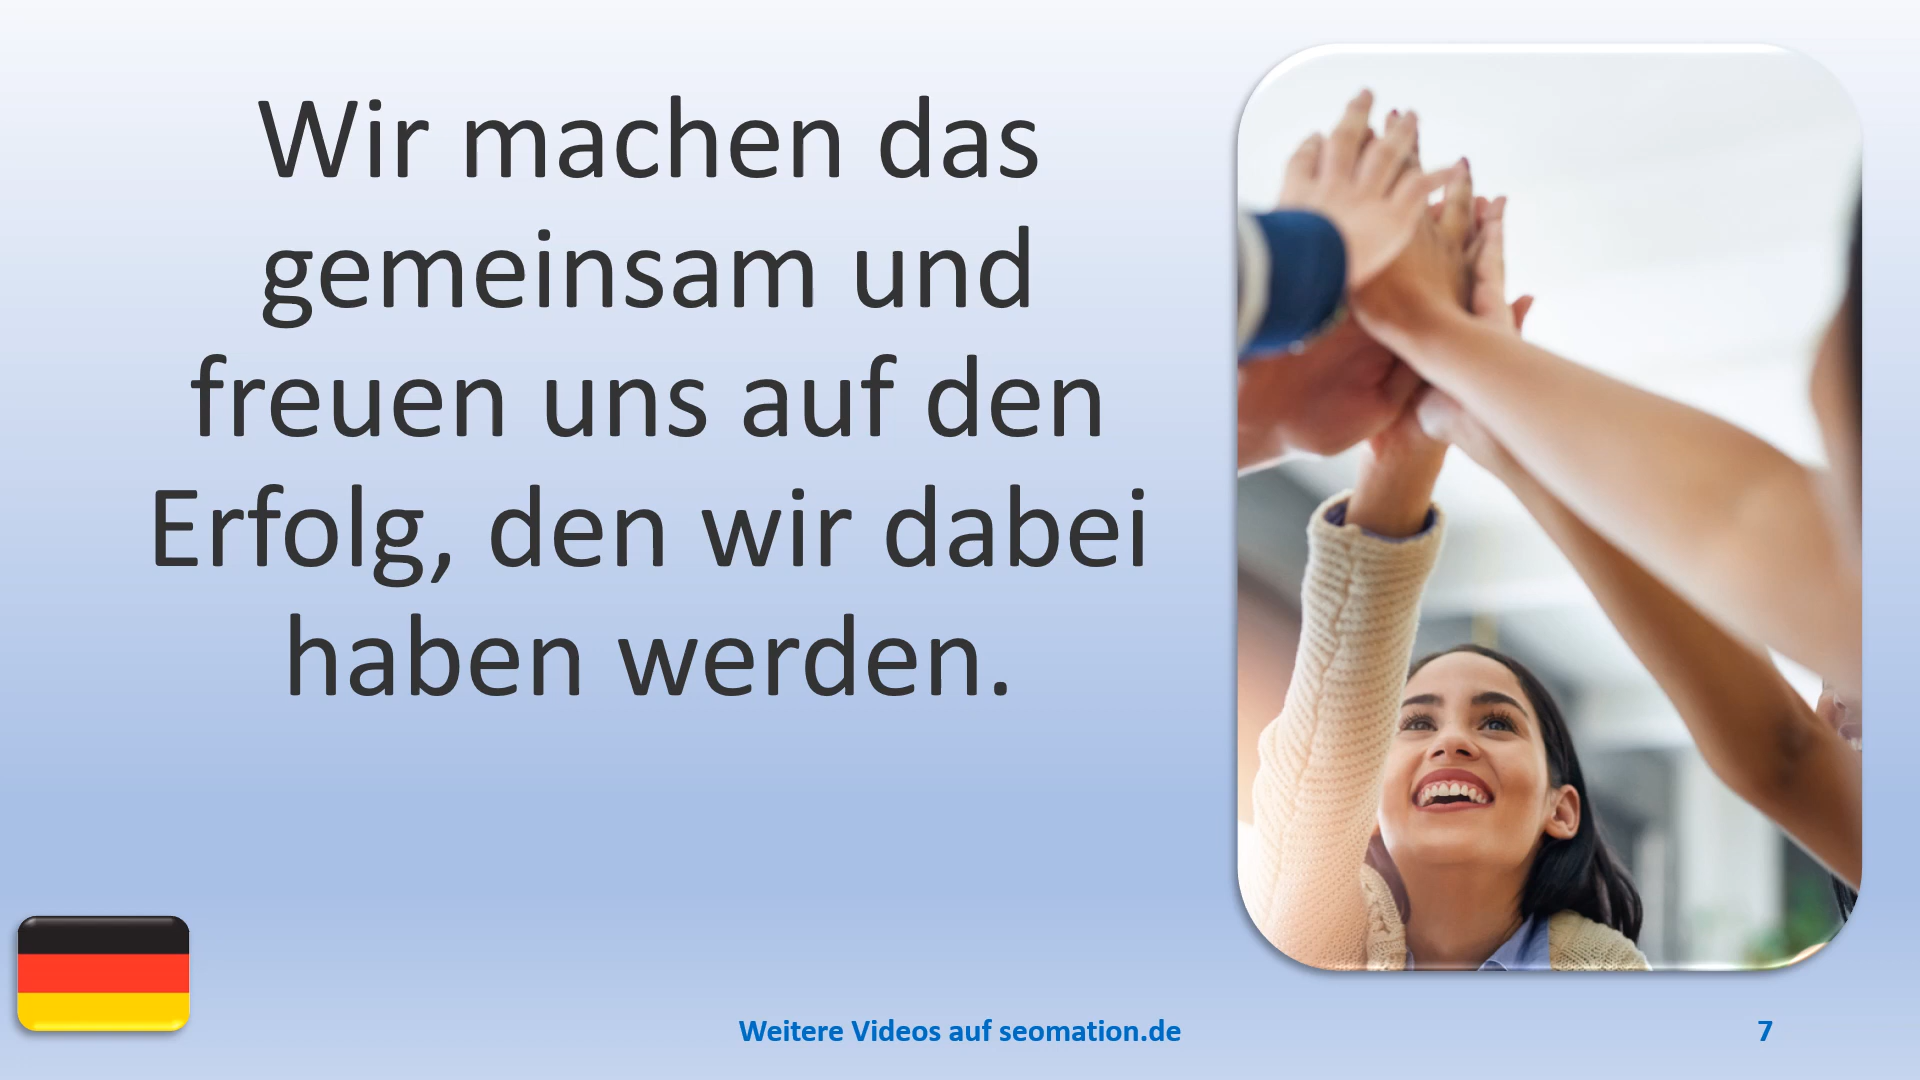 Wir machen das
gemeinsam und
freuen uns auf den
Erfolg, den wir dabei
haben werden.
Weitere Videos auf seomation.de
7